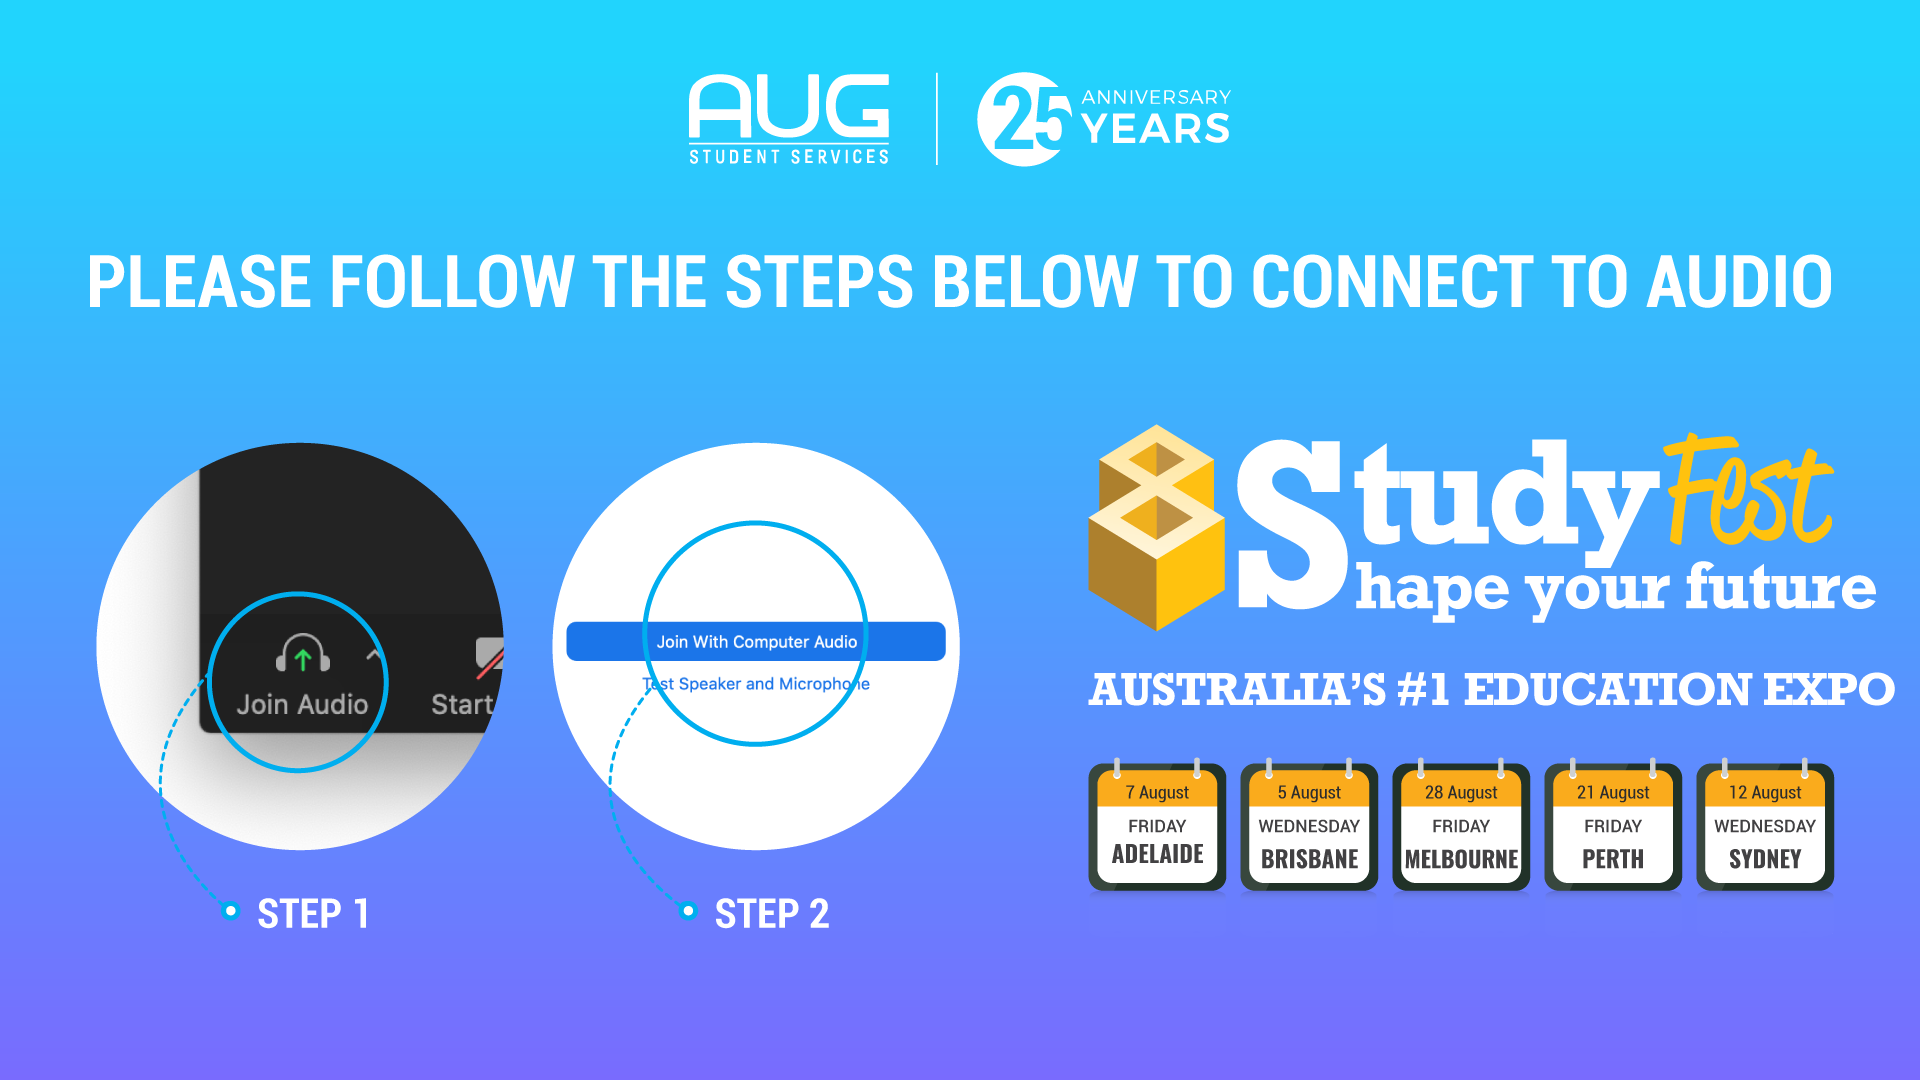 AUG
STUDENT SERVICES
25
ANNIVERSARY
YEARS
PLEASE FOLLOW THE STEPS BELOW TO CONNECT TO AUDIO
Join Audio
Start
STEP 1
Join With Computer Audio
Test Speaker and Microphone
STEP 2
Study Fest
Shape your future
AUSTRALIA'S #1 EDUCATION EXPO
7 August
FRIDAY
ADELAIDE
5 August
WEDNESDAY
BRISBANE
28 August
FRIDAY
MELBOURNE
21 August
FRIDAY
PERTH
12 August
WEDNESDAY
SYDNEY